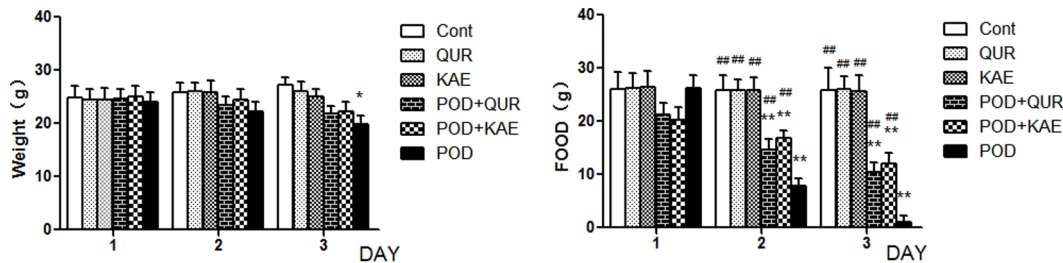 40
30
20
10
0
Weight (g)
*
1 2 3 DAY
Cont
QUR
KAE
POD+QUR
POD+KAE
POD
40
30
20
10
0
FOOD (g)
## ## ##
##
**
##
**
**
##
## ##
##
**
##
**
**
1 2 3 DAY
Cont
QUR
KAE
POD+QUR
POD+KAE
POD